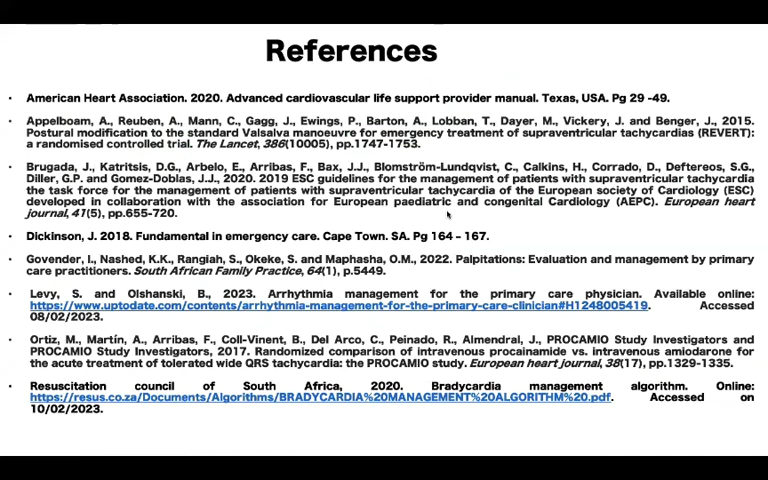 References
· American Heart Association. 2020. Advanced cardiovascular life support provider manual. Texas, USA. Pg 29 -49.
· Appelboam, A., Reuben, A., Mann, C., Gagg, J., Ewings, P., Barton, A., Lobban, T., Dayer, M., Vickery, J. and Benger, J., 2015.
Postural modification to the standard Valsalva manoeuvre for emergency treatment of supraventricular tachycardias (REVERT):
a randomised controlled trial. The Lancet, 386(10005), pp.1747-1753.
· Brugada, J., Katritsis, D.G., Arbelo, E., Arribas, F., Bax, J.J., Blomström-Lundqvist, C., Calkins, H., Corrado, D., Deftereos, S.G.,
Diller, G.P. and Gomez-Doblas, J.J., 2020. 2019 ESC guidelines for the management of patients with supraventricular tachycardia
the task force for the management of patients with supraventricular tachycardia of the European society of Cardiology (ESC)
developed in collaboration with the association for European paediatric and congenital Cardiology (AEPC). European heart
journal, 41(5), pp.655-720.
· Dickinson, J. 2018. Fundamental in emergency care. Cape Town. SA. Pg 164 – 167.
· Govender, I., Nashed, K.K., Rangiah, S., Okeke, S. and Maphasha, O.M., 2022. Palpitations: Evaluation and management by primary
care practitioners. South African Family Practice, 64(1), p.5449.
· Levy, S. and Olshanski, B., 2023. Arrhythmia management for the primary care physician. Available online:
https://www.uptodate.com/contents/arrhythmia-management-for-the-primary-care-clinician#H1248005419. Accessed
08/02/2023.
· Ortiz, M., Martín, A., Arribas, F., Coll-Vinent, B., Del Arco, C., Peinado, R., Almendral, J., PROCAMIO Study Investigators and
PROCAMIO Study Investigators, 2017. Randomized comparison of intravenous procainamide vs. intravenous amiodarone for
the acute treatment of tolerated wide QRS tachycardia: the PROCAMIO study. European heart journal, 38(17), pp.1329-1335.
· Resuscitation council of South Africa, 2020. Bradycardia management algorithm. Online:
https://resus.co.za/Documents/Algorithms/BRADYCARDIA%20MANAGEMENT%20ALGORITHM%20.pdf. Accessed on
10/02/2023.